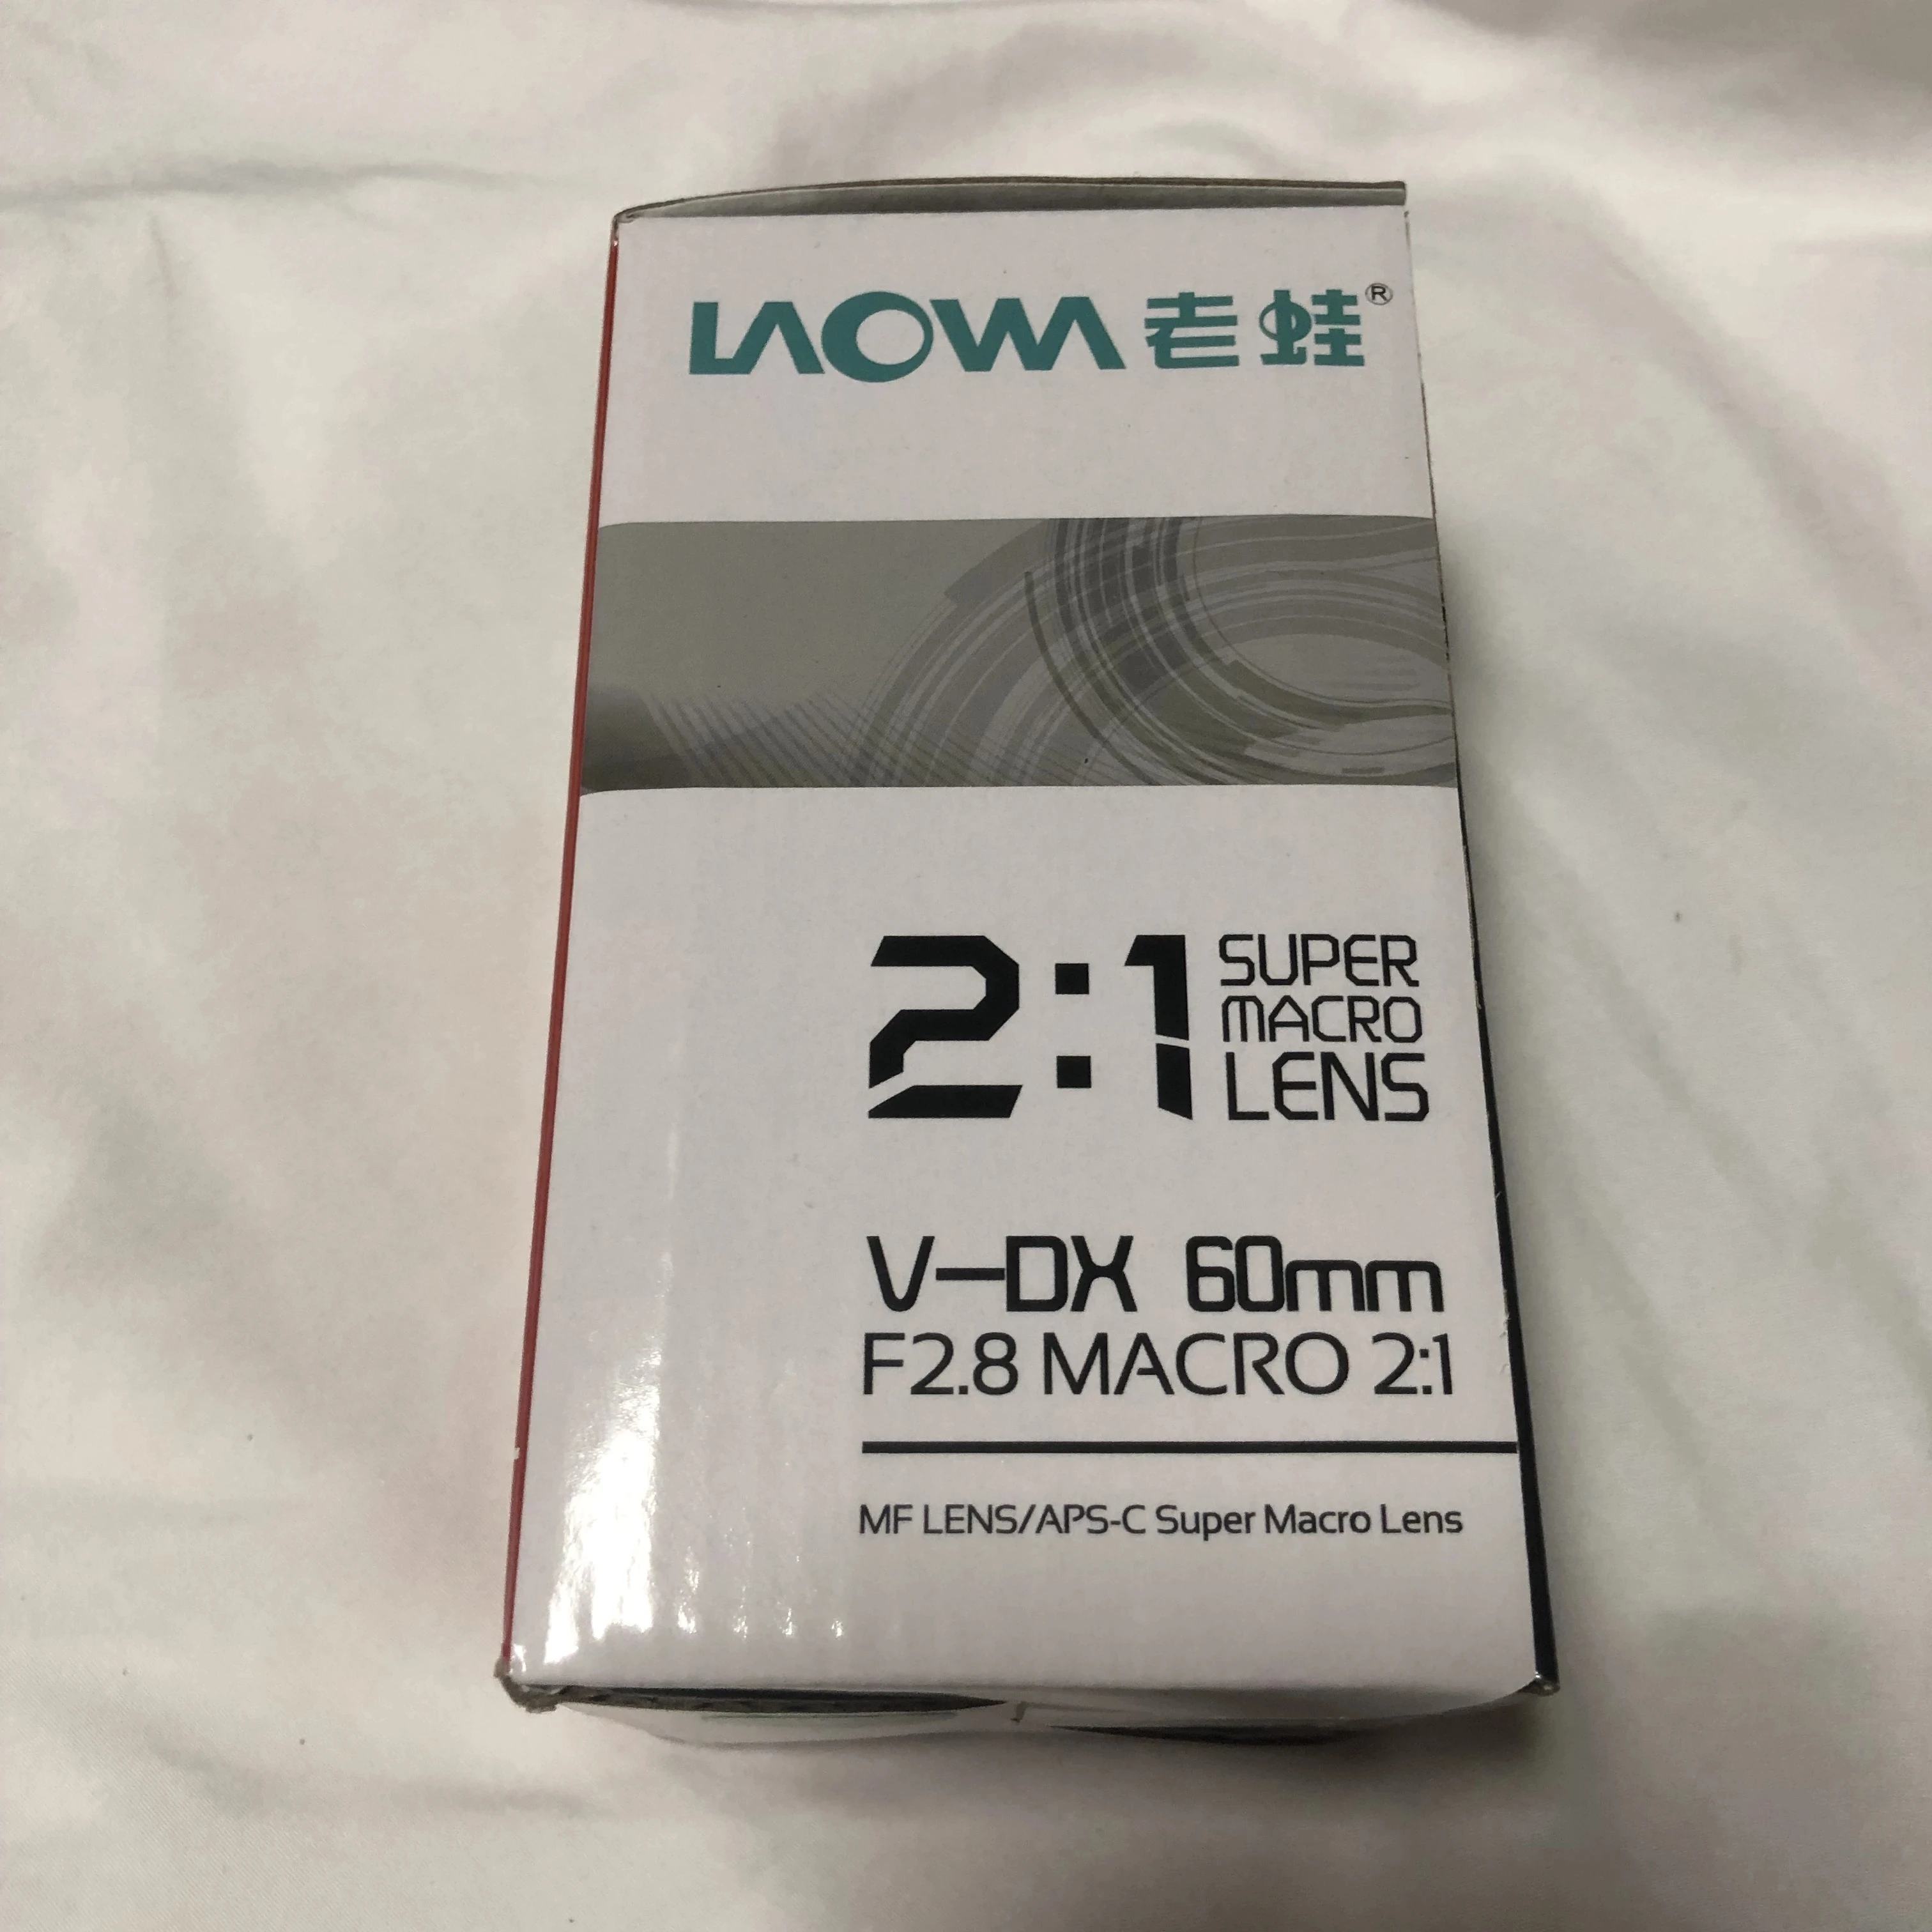 LAOWA 老蛙®
2:1 SUPER
MACRO
LENS
V-DX 60mm
F2.8 MACRO 2:1
MF LENS/APS-C Super Macro Lens